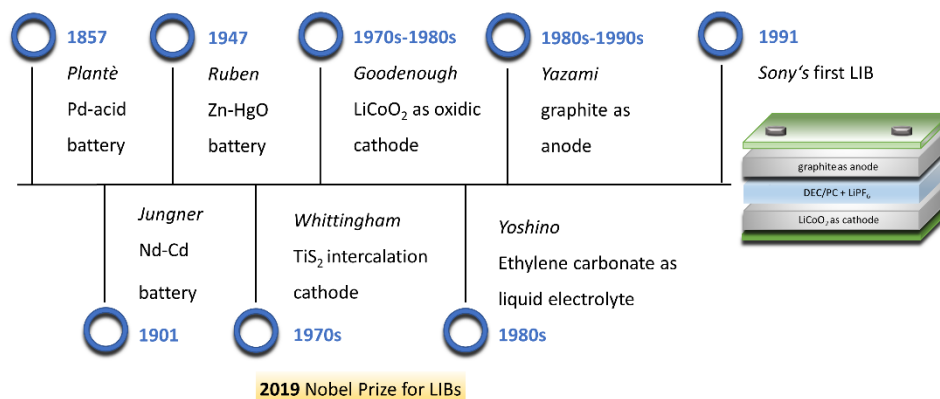 1857
Plantè
Pd-acid
battery
1947
Ruben
Zn-HgO
battery
1970s-1980s
Goodenough
LiCoO₂ as oxidic
cathode
1980s-1990s
Yazami
graphite as
anode
1991
Sony‘s first LIB
graphite as anode
DEC/PC + LiPF₆
LiCoO₂ as cathode
Jungner
Nd-Cd
battery
1901
Whittingham
TiS₂ intercalation
cathode
1970s
Yoshino
Ethylene carbonate as
liquid electrolyte
1980s
2019 Nobel Prize for LIBs